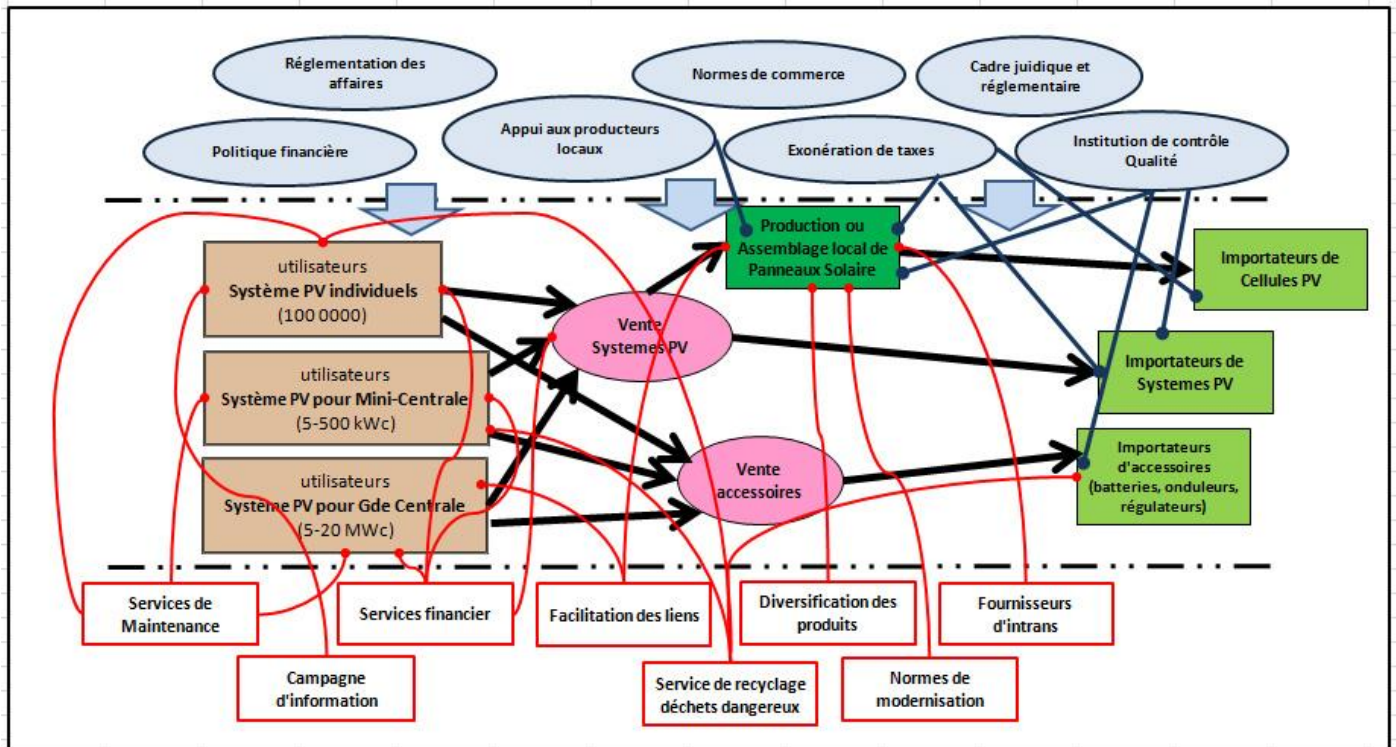 Réglementation des
affaires
Normes de commerce
Cadre juidique et
réglementaire
Politique financière
Appui aux producteurs
locaux
Exonération de taxes
Institution de contrôle
Qualité
utilisateurs
Système PV individuels
(100 0000)
utilisateurs
Système PV pour Mini-Centrale
(5-500 kWc)
utilisateurs
Système PV pour Gde Centrale
(5-20 MWc)
Vente
Systemes PV
Vente
accessoires
Production ou
Assemblage local de
Panneaux Solaire
Importateurs de
Cellules PV
Importateurs de
Systemes PV
Importateurs
d'accessoires
(batteries, onduleurs,
régulateurs)
Services de
Maintenance
Services financier
Facilitation des liens
Diversification des
produits
Fournisseurs
d'intrans
Campagne
d'information
Service de recyclage
déchets dangereux
Normes de
modernisation